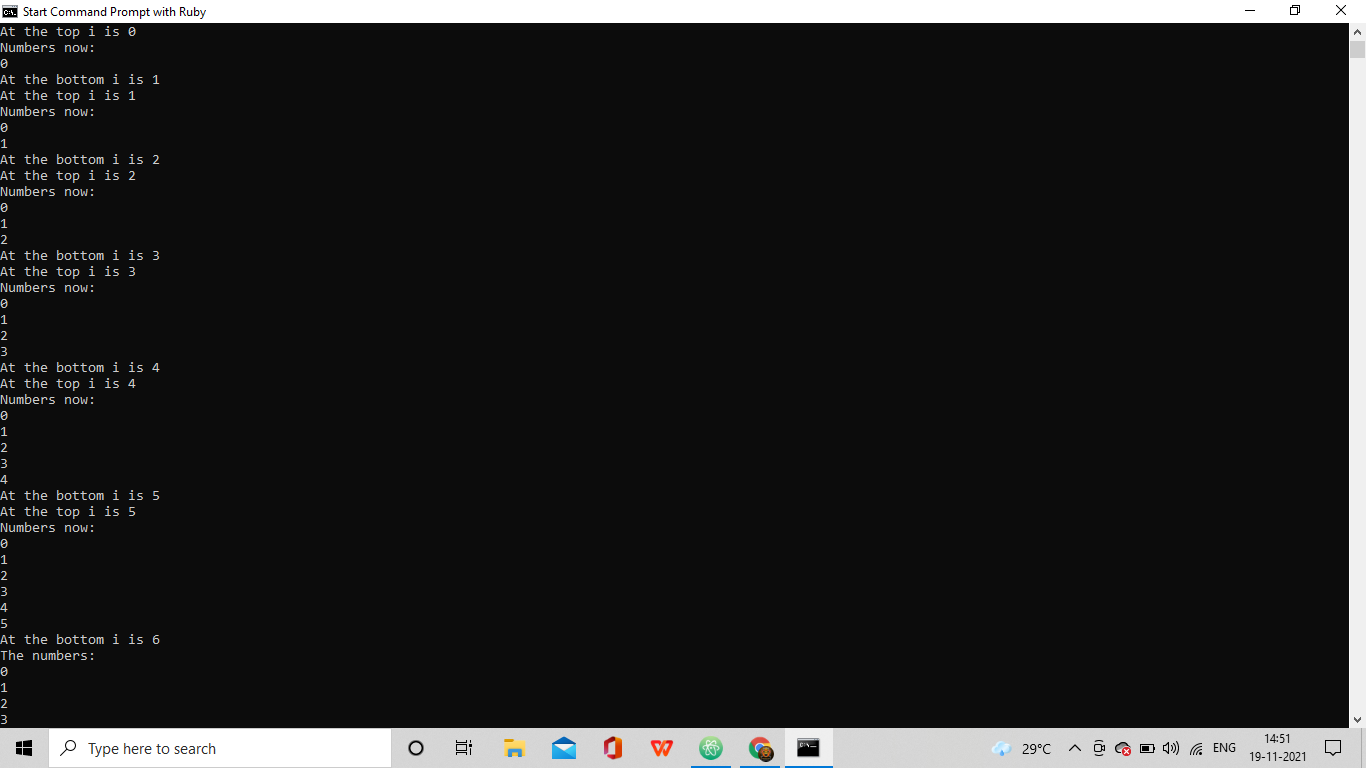 Start Command Prompt with Ruby
At the top i is 0
Numbers now:
0
At the bottom i is 1
At the top i is 1
Numbers now:
0
1
At the bottom i is 2
At the top i is 2
Numbers now:
0
1
2
At the bottom i is 3
At the top i is 3
Numbers now:
0
1
2
3
At the bottom i is 4
At the top i is 4
Numbers now:
0
1
2
3
4
At the bottom i is 5
At the top i is 5
Numbers now:
0
1
2
3
4
5
At the bottom i is 6
The numbers:
0
1
2
3
Type here to search
29°C
ENG
14:51
19-11-2021